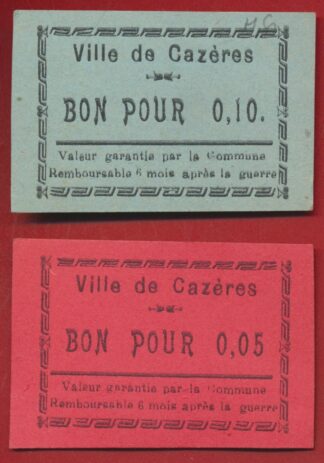 Ville de Cazères
BON POUR 0,10.
Valeur garantie par la Commune
Remboursable 6 mois après la guerre
Ville de Cazères
BON POUR 0,05
Valeur garantie par la Commune
Remboursable 6 mois après la guerre